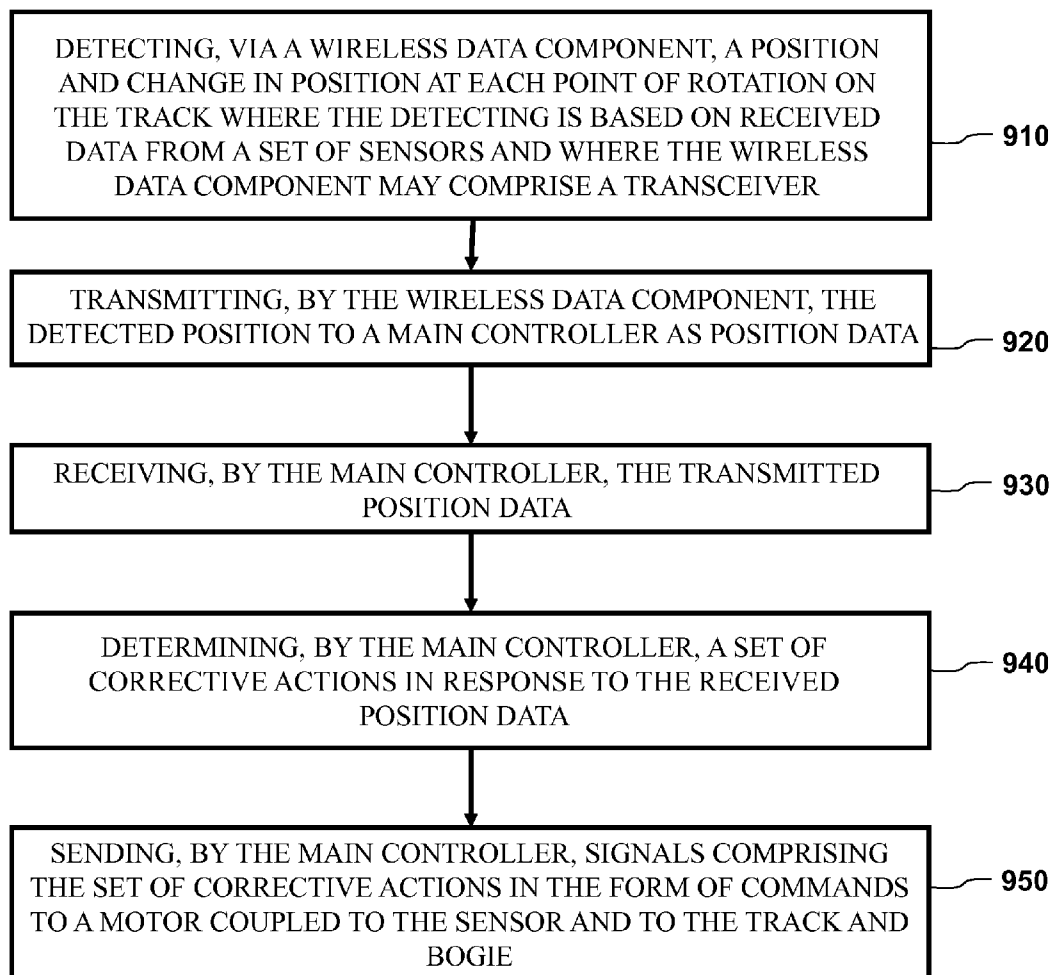 DETECTING, VIA A WIRELESS DATA COMPONENT, A POSITION
AND CHANGE IN POSITION AT EACH POINT OF ROTATION ON
THE TRACK WHERE THE DETECTING IS BASED ON RECEIVED
DATA FROM A SET OF SENSORS AND WHERE THE WIRELESS
DATA COMPONENT MAY COMPRISE A TRANSCEIVER
910
TRANSMITTING, BY THE WIRELESS DATA COMPONENT, THE
DETECTED POSITION TO A MAIN CONTROLLER AS POSITION DATA
920
RECEIVING, BY THE MAIN CONTROLLER, THE TRANSMITTED
POSITION DATA
930
DETERMINING, BY THE MAIN CONTROLLER, A SET OF
CORRECTIVE ACTIONS IN RESPONSE TO THE RECEIVED
POSITION DATA
940
SENDING, BY THE MAIN CONTROLLER, SIGNALS COMPRISING
THE SET OF CORRECTIVE ACTIONS IN THE FORM OF COMMANDS
TO A MOTOR COUPLED TO THE SENSOR AND TO THE TRACK AND
BOGIE
950